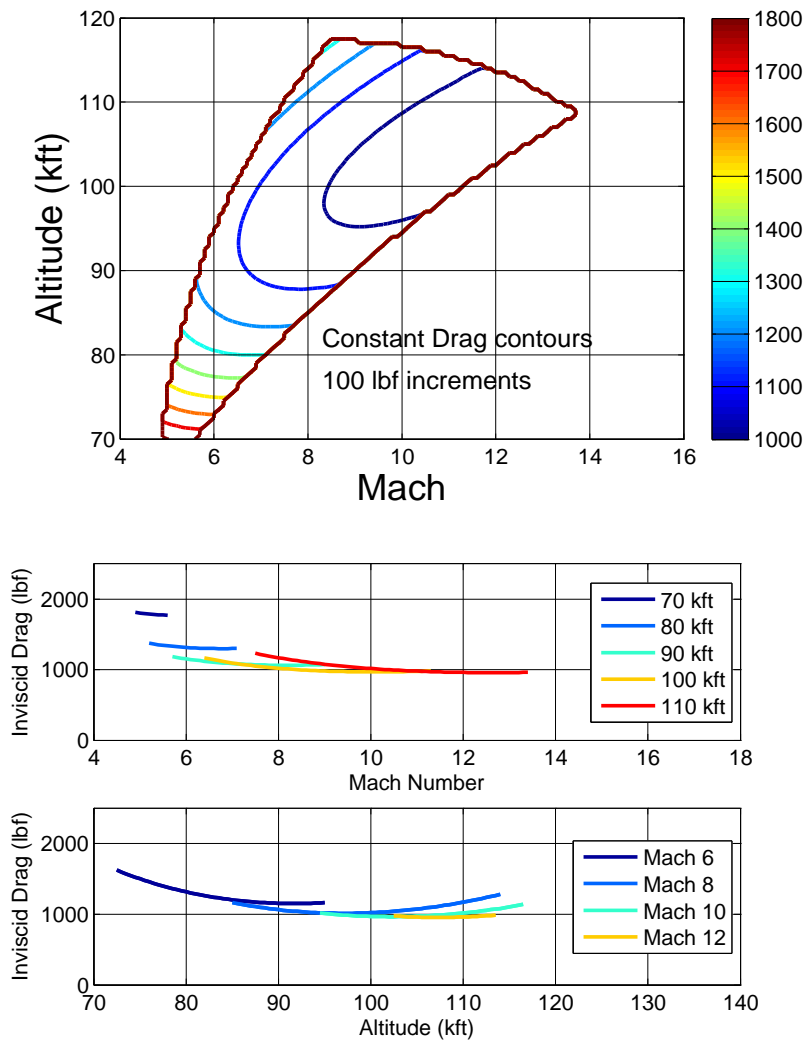 120
110
100
90
80
70
Altitude (kft)
Constant Drag contours
100 lbf increments
4 6 8 10 12 14 16
Mach
1800
1700
1600
1500
1400
1300
1200
1100
1000
Inviscid Drag (lbf)
2000
1000
0
70 kft
80 kft
90 kft
100 kft
110 kft
4 6 8 10 12 14 16 18
Mach Number
Inviscid Drag (lbf)
2000
1000
0
Mach 6
Mach 8
Mach 10
Mach 12
70 80 90 100 110 120 130 140
Altitude (kft)